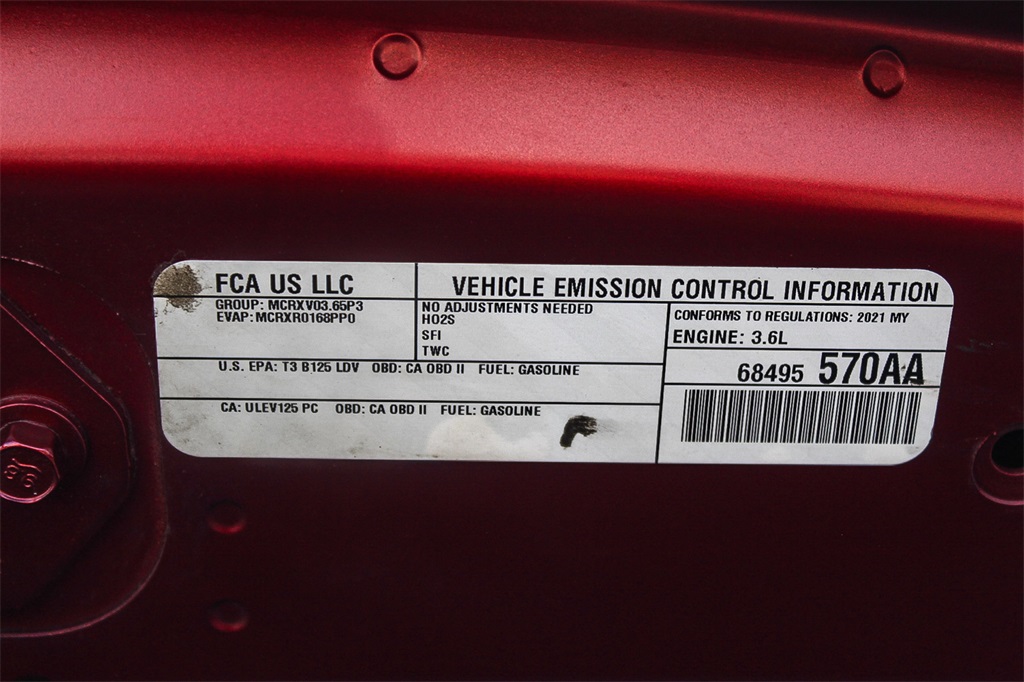 FCA US LLC
VEHICLE EMISSION CONTROL INFORMATION
GROUP: MCRXV03.65P3
EVAP: MCRXR0168PP0
NO ADJUSTMENTS NEEDED
HO2S
SFI
TWC
CONFORMS TO REGULATIONS: 2021 MY
ENGINE: 3.6L
U.S. EPA: T3 B125 LDV OBD: CA OBD II FUEL: GASOLINE
68495 570AA
CA: ULEV125 PC OBD: CA OBD II FUEL: GASOLINE